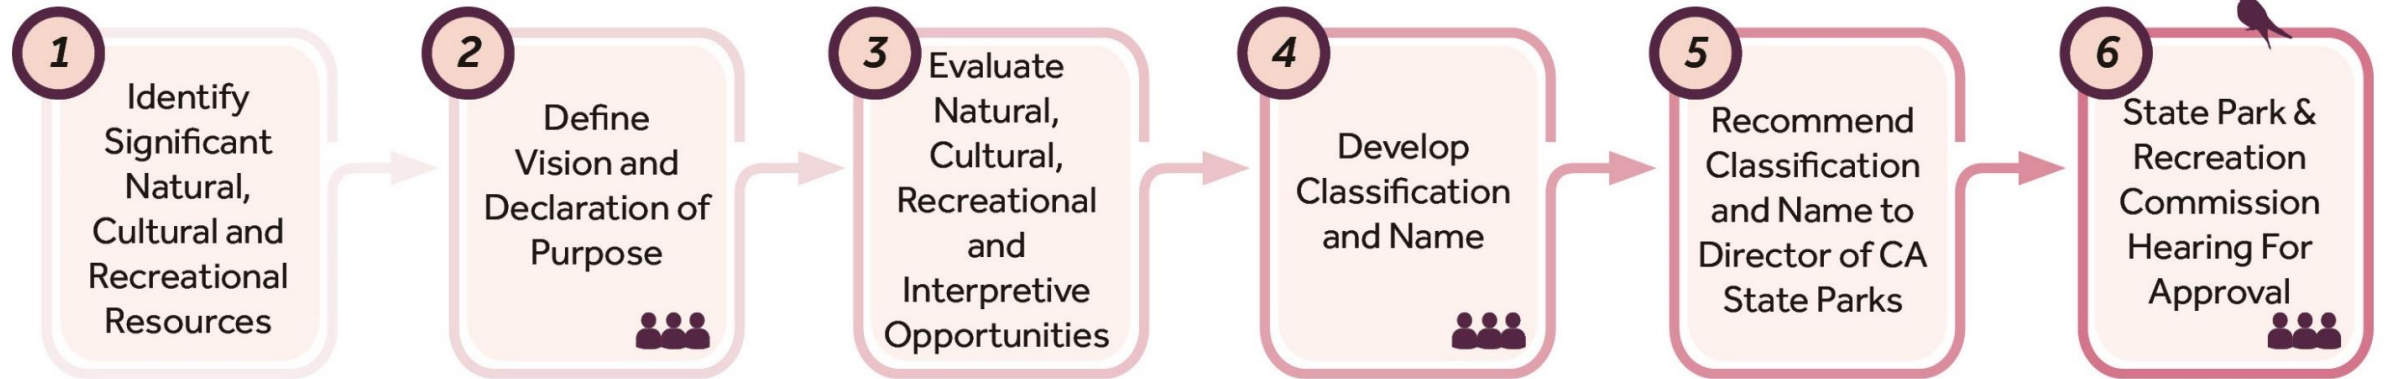 1
Identify
Significant
Natural,
Cultural and
Recreational
Resources
2
Define
Vision and
Declaration of
Purpose
3
Evaluate
Natural,
Cultural,
Recreational
and
Interpretive
Opportunities
4
Develop
Classification
and Name
5
Recommend
Classification
and Name to
Director of CA
State Parks
6
State Park &
Recreation
Commission
Hearing For
Approval